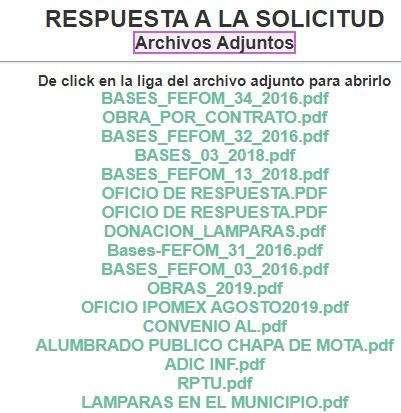 RESPUESTA A LA SOLICITUD
Archivos Adjuntos
De click en la liga del archivo adjunto para abrirlo
BASES_FEFOM_34_2016.pdf
OBRA_POR_CONTRATO.pdf
BASES_FEFOM_32_2016.pdf
BASES_03_2018.pdf
BASES_FEFOM_13_2018.pdf
OFICIO DE RESPUESTA.PDF
OFICIO DE RESPUESTA.PDF
DONACION_LAMPARAS.pdf
Bases-FEFOM_31_2016.pdf
BASES_FEFOM_03_2016.pdf
OBRAS_2019.pdf
OFICIO IPOMEX AGOSTO2019.pdf
CONVENIO AL.pdf
ALUMBRADO PUBLICO CHAPA DE MOTA.pdf
ADIC INF.pdf
RPTU.pdf
LAMPARAS EN EL MUNICIPIO.pdf